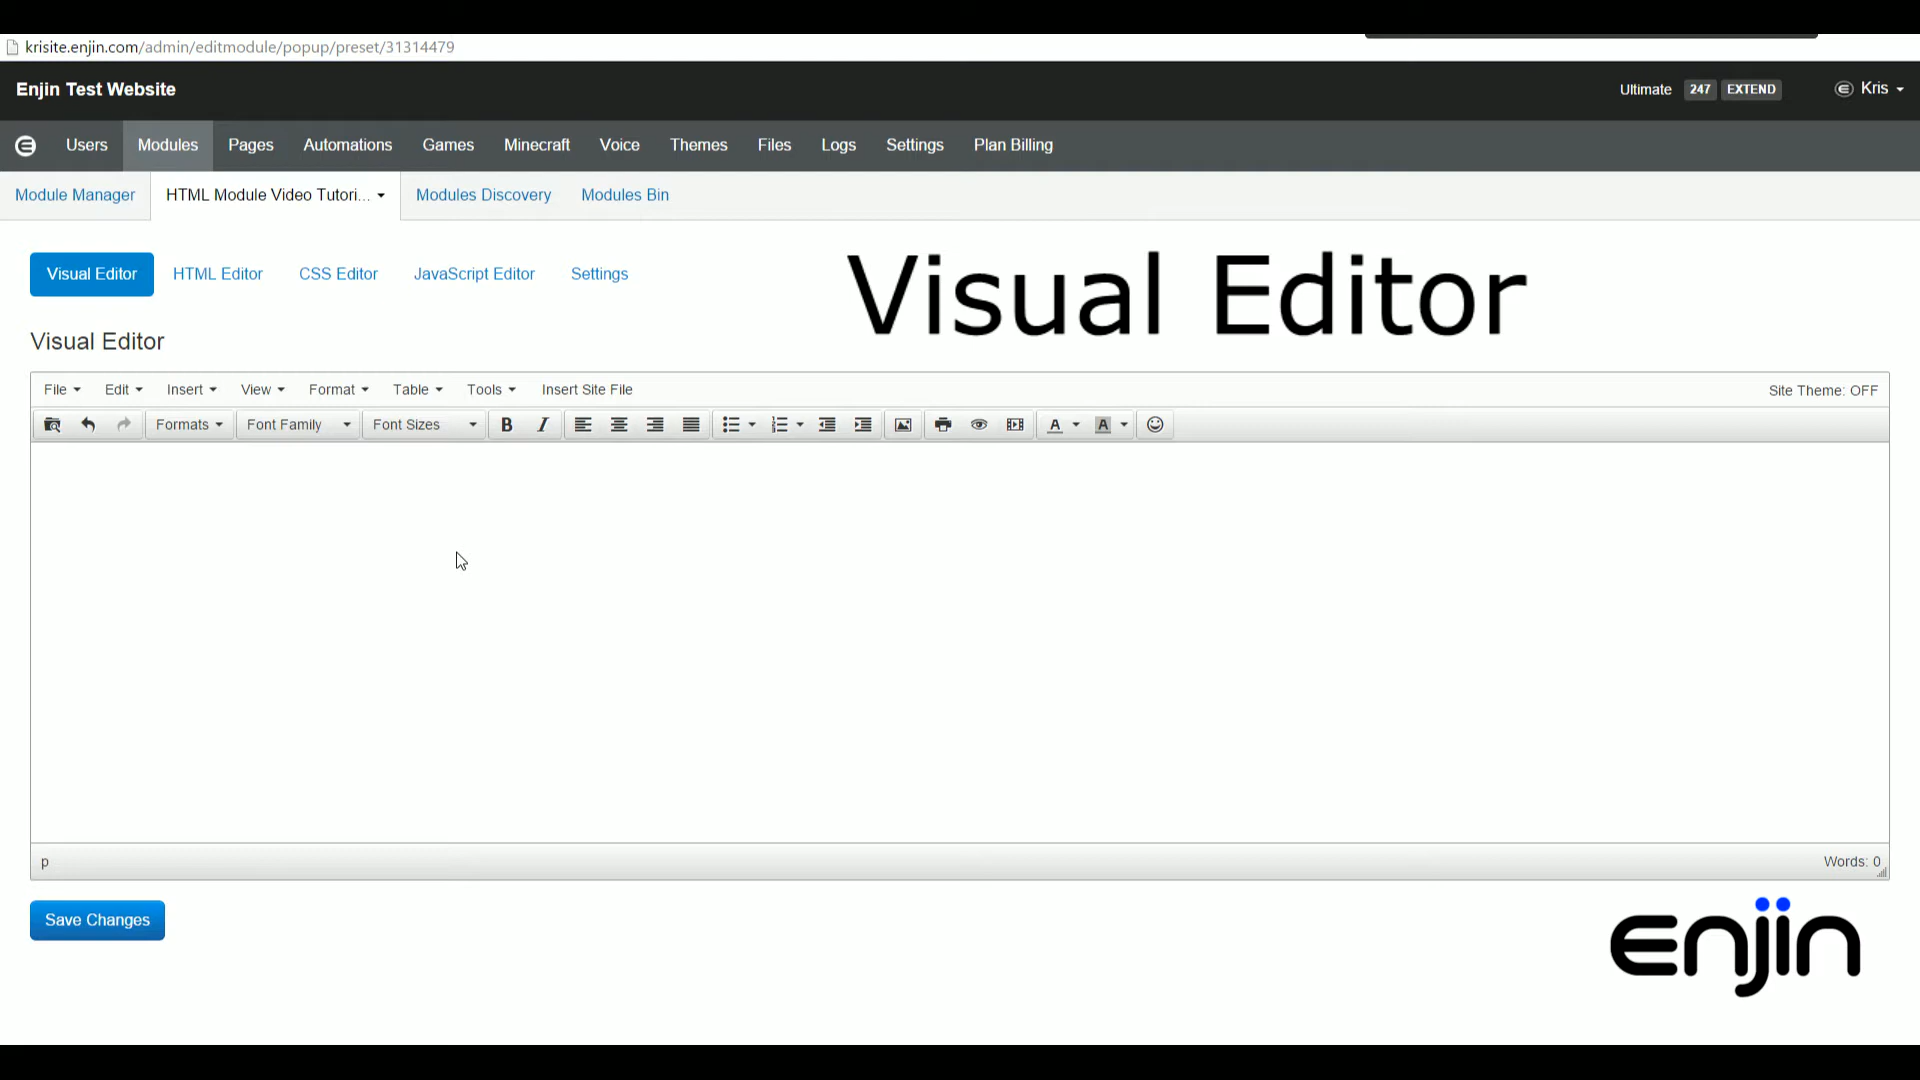 krisite.enjin.com/admin/editmodule/popup/preset/31314479
Enjin Test Website
Ultimate 247 EXTEND Kris
Users Modules Pages Automations Games Minecraft Voice Themes Files Logs Settings Plan Billing
Module Manager HTML Module Video Tutori... Modules Discovery Modules Bin
Visual Editor HTML Editor CSS Editor JavaScript Editor Settings
Visual Editor
Visual Editor
File Edit Insert View Format Table Tools Insert Site File Site Theme: OFF
Formats Font Family Font Sizes B I A A
p Words: 0
Save Changes
enjin